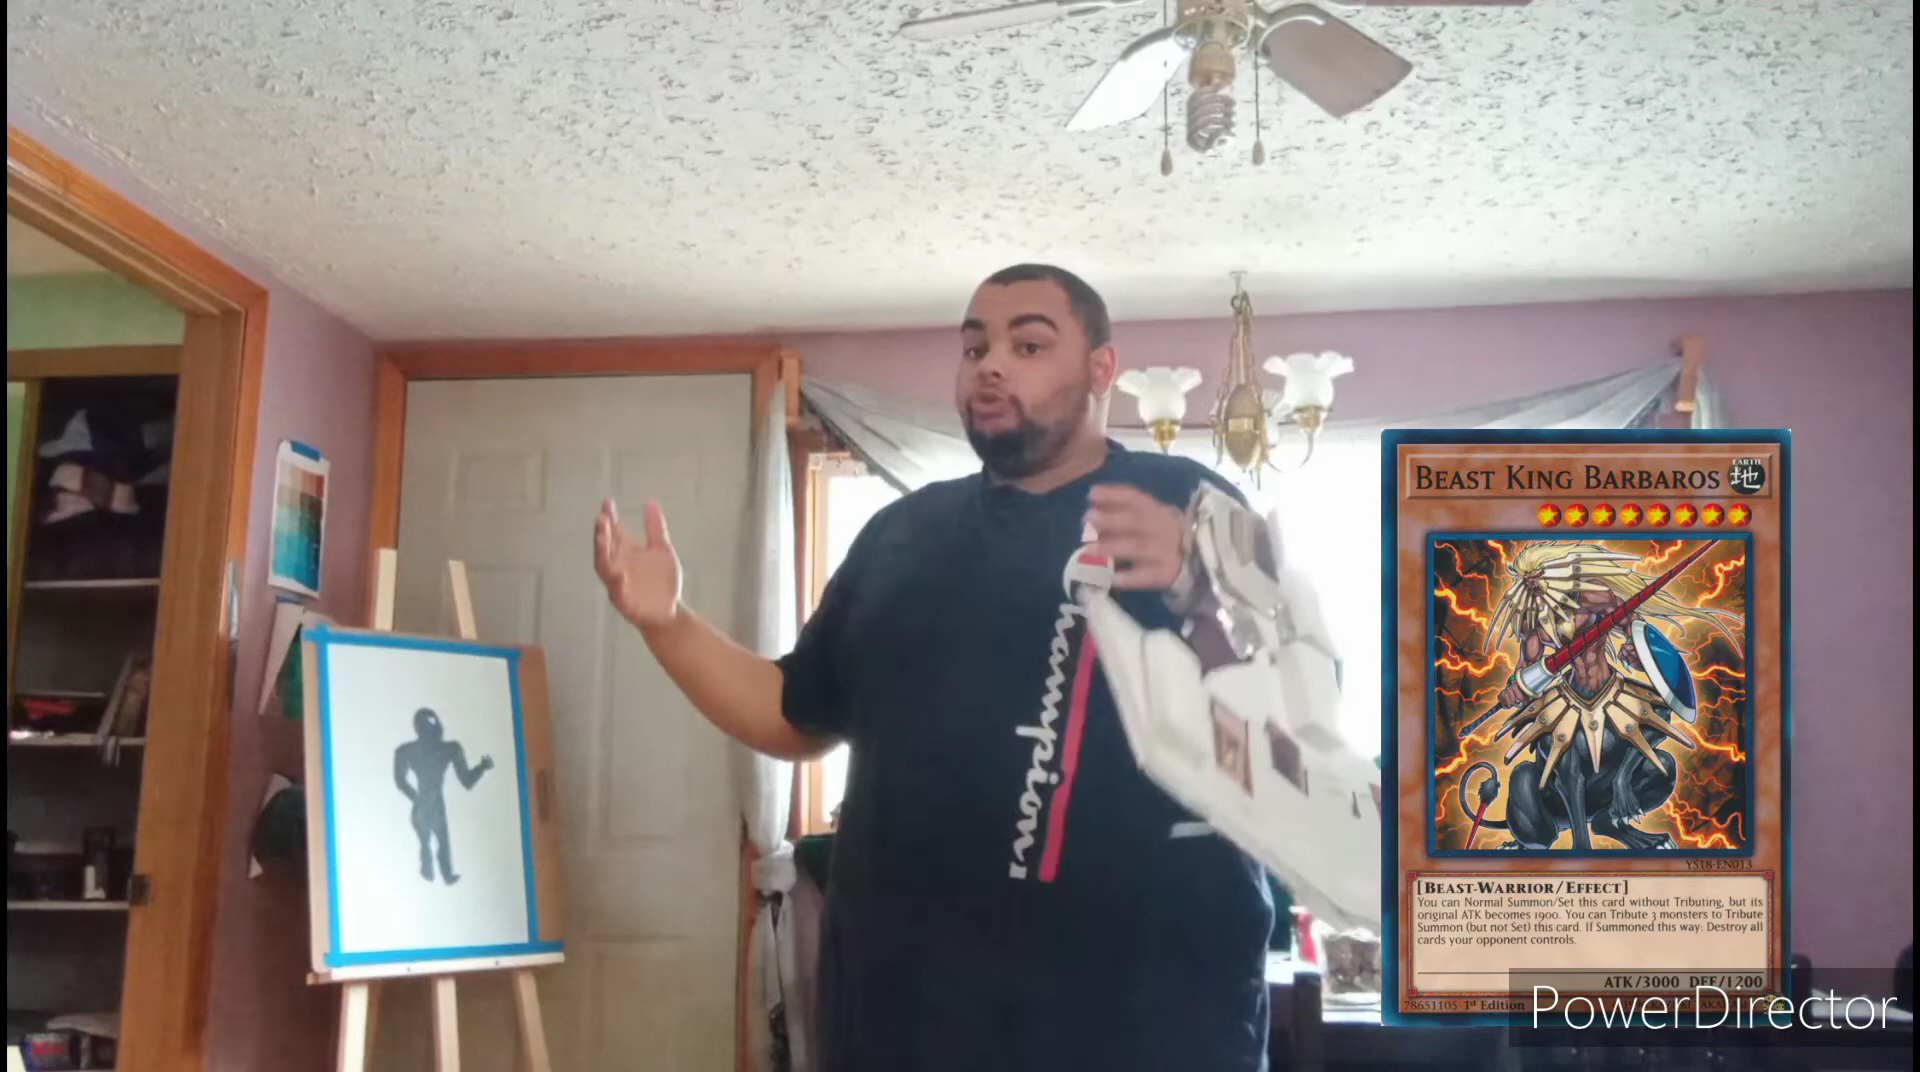 Champion
BEAST KING BARBAROS
EARTH
地
YS18-EN013
[BEAST-WARRIOR/EFFECT]
You can Normal Summon/Set this card without Tributing, but its
original ATK becomes 1900. You can Tribute 3 monsters to Tribute
Summon (but not Set) this card. If Summoned this way: Destroy all
cards your opponent controls.
ATK/3000 DEF/1200
78651105 1st Edition
PowerDirector